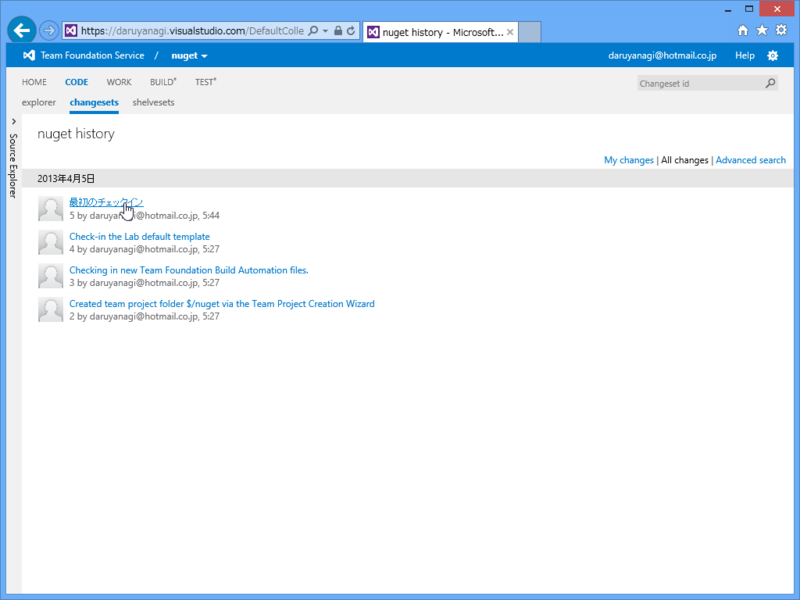 https://daruyanagi.visualstudio.com/DefaultColle
nuget history - Microsoft...
Team Foundation Service / nuget
daruyanagi@hotmail.co.jp Help
HOME CODE WORK BUILD* TEST*
Changeset id
explorer changesets shelvesets
Source Explorer
nuget history
My changes | All changes | Advanced search
2013年4月5日
最初のチェックイン
5 by daruyanagi@hotmail.co.jp, 5:44
Check-in the Lab default template
4 by daruyanagi@hotmail.co.jp, 5:27
Checking in new Team Foundation Build Automation files.
3 by daruyanagi@hotmail.co.jp, 5:27
Created team project folder $/nuget via the Team Project Creation Wizard
2 by daruyanagi@hotmail.co.jp, 5:27